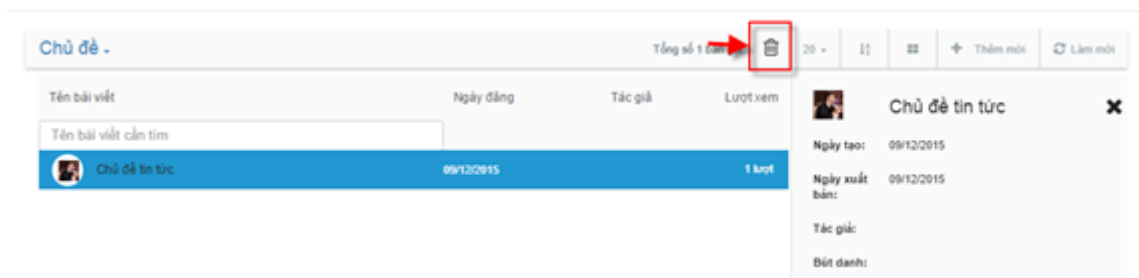 Chủ đề
Tổng số 1 bản
20
Thêm mới
Làm mới
Tên bài viết
Ngày đăng
Tác giả
Lượt xem
Tên bài viết cần tìm
Chủ đề tin tức
09/12/2015
1 lượt
Chủ đề tin tức
Ngày tạo: 09/12/2015
Ngày xuất 09/12/2015
bản:
Tác giả:
Bút danh: